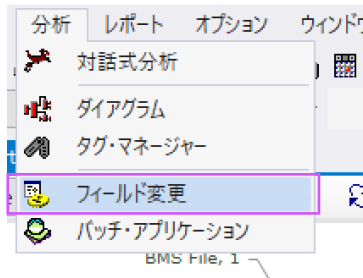 分析 レポート オプション ウィンドウ
対話式分析
ダイアグラム
タグ・マネージャー
フィールド変更
バッチ・アプリケーション
BMS File, 1